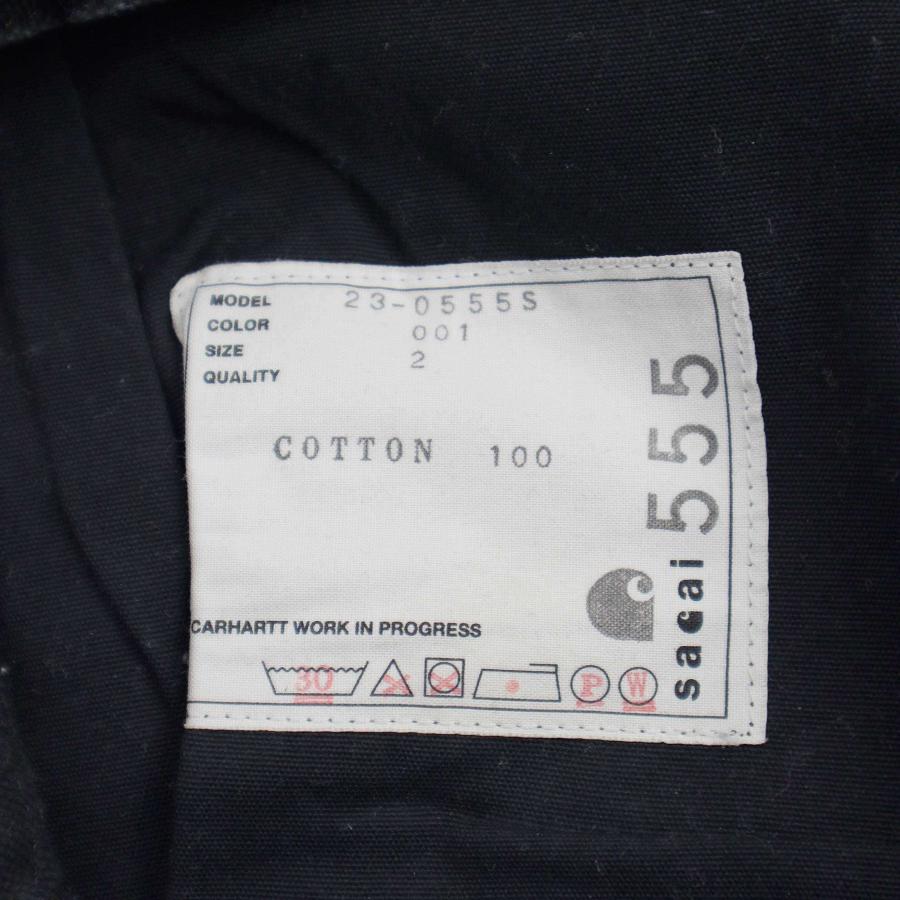 MODEL 23-0555S
COLOR 001
SIZE 2
QUALITY
COTTON 100
CARHARTT WORK IN PROGRESS
30 P W
sacai 555